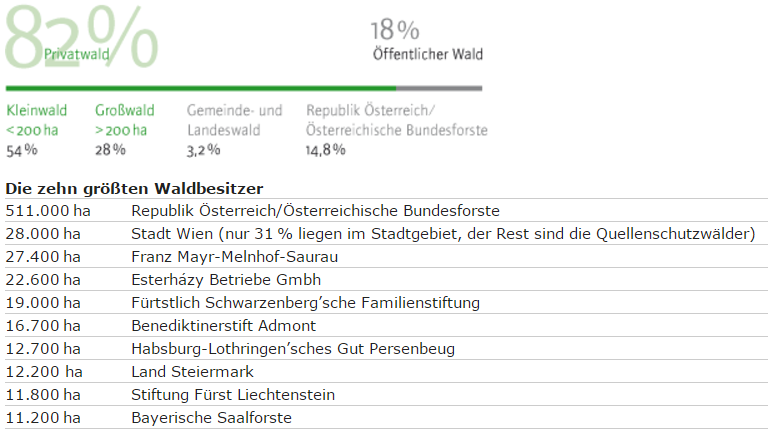 82%
Privatwald
18%
Öffentlicher Wald
Kleinwald
< 200 ha
54%
Großwald
> 200 ha
28%
Gemeinde- und
Landeswald
3,2%
Republik Österreich/
Österreichische Bundesforste
14,8%
Die zehn größten Waldbesitzer
511.000 ha Republik Österreich/Österreichische Bundesforste
28.000 ha Stadt Wien (nur 31 % liegen im Stadtgebiet, der Rest sind die Quellenschutzwälder)
27.400 ha Franz Mayr-Melnhof-Saurau
22.600 ha Esterházy Betriebe Gmbh
19.000 ha Fürtstlich Schwarzenberg’sche Familienstiftung
16.700 ha Benediktinerstift Admont
12.700 ha Habsburg-Lothringen’sches Gut Persenbeug
12.200 ha Land Steiermark
11.800 ha Stiftung Fürst Liechtenstein
11.200 ha Bayerische Saalforste